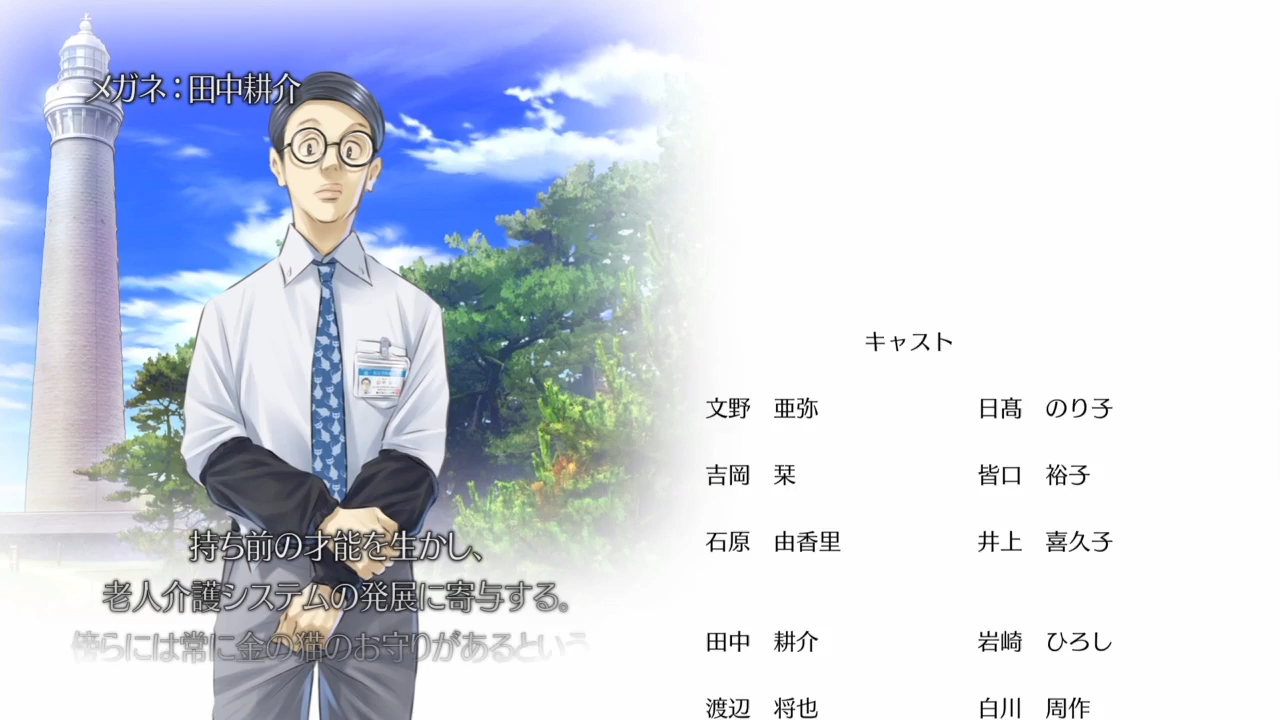 メガネ：田中耕介
持ち前の才能を生かし、
老人介護システムの発展に寄与する。
傍らには常に金の猫のお守りがあるという
キャスト
文野　亜弥　日髙　のり子
吉岡　栞　皆口　裕子
石原　由香里　井上　喜久子
田中　耕介　岩崎　ひろし
渡辺　将也　白川　周作